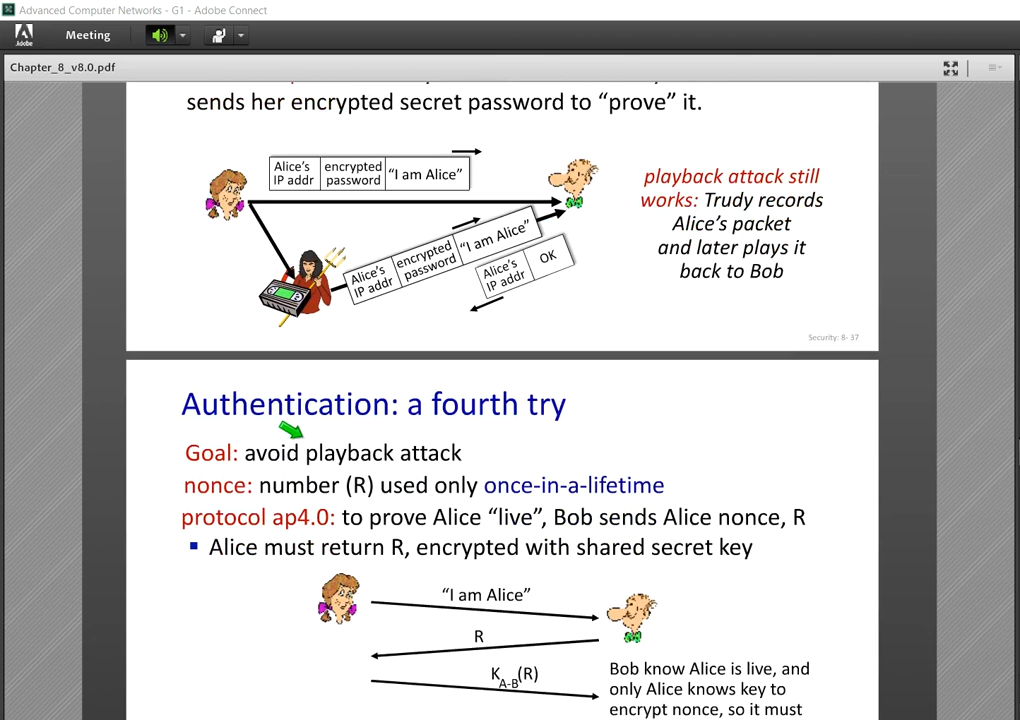 Advanced Computer Networks - G1 - Adobe Connect
Adobe
Meeting
Chapter_8_v8.0.pdf
sends her encrypted secret password to “prove” it.
Alice’s IP addr
encrypted password
“I am Alice”
playback attack still
works: Trudy records
Alice’s packet
and later plays it
back to Bob
Alice’s IP addr
encrypted password
“I am Alice”
Alice’s IP addr
OK
Security: 8- 37
Authentication: a fourth try
Goal: avoid playback attack
nonce: number (R) used only once-in-a-lifetime
protocol ap4.0: to prove Alice “live”, Bob sends Alice nonce, R
▪ Alice must return R, encrypted with shared secret key
“I am Alice”
R
K A-B (R)
Bob know Alice is live, and
only Alice knows key to
encrypt nonce, so it must